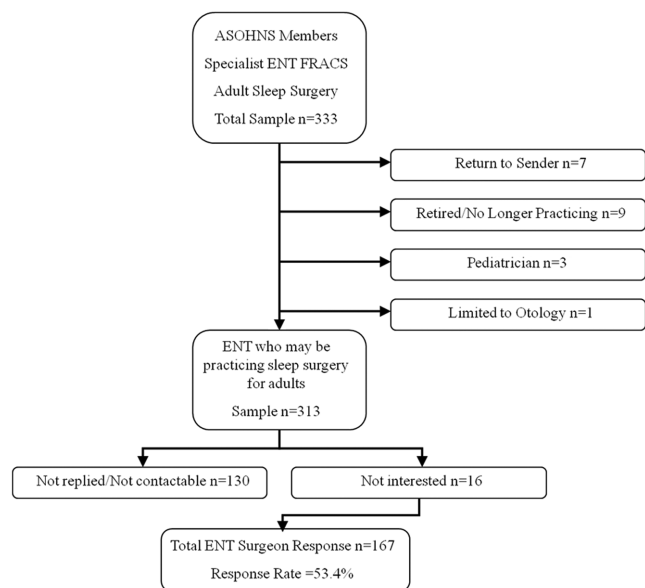 ASOHNS Members
Specialist ENT FRACS
Adult Sleep Surgery
Total Sample n=333
Return to Sender n=7
Retired/No Longer Practicing n=9
Pediatrician n=3
Limited to Otology n=1
ENT who may be
practicing sleep surgery
for adults
Sample n=313
Not replied/Not contactable n=130
Not interested n=16
Total ENT Surgeon Response n=167
Response Rate =53.4%